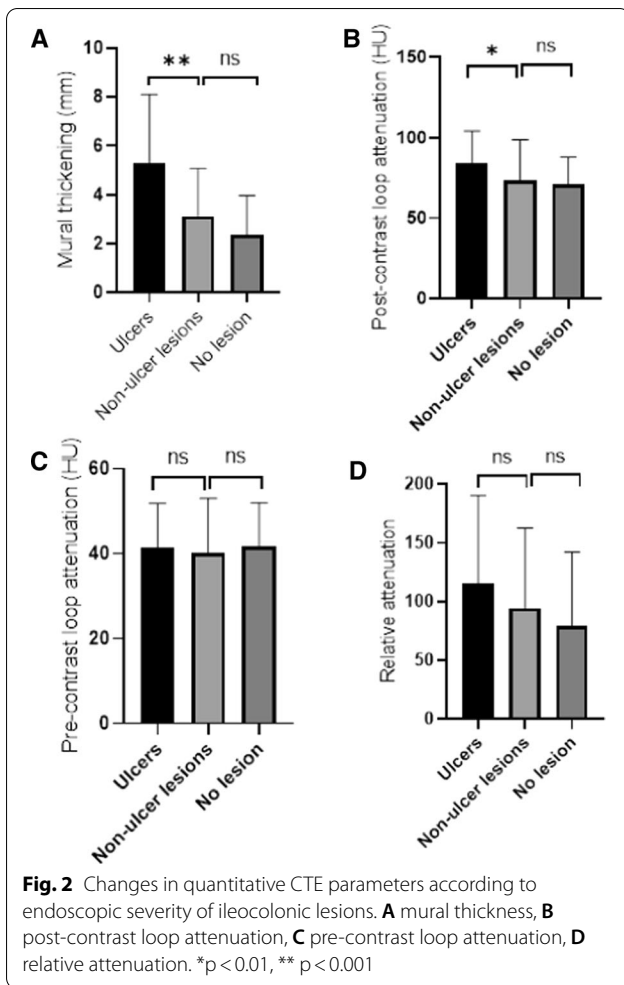 A
Mural thickening (mm)
10
8
6
4
2
0
** ns
Ulcers
Non-ulcer lesions
No lesion
B
Post-contrast loop attenuation (HU)
150
100
50
0
* ns
Ulcers
Non-ulcer lesions
No lesion
C
Pre-contrast loop attenuation (HU)
60
40
20
0
ns ns
Ulcers
Non-ulcer lesions
No lesion
D
Relative attenuation
200
150
100
50
0
ns ns
Ulcers
Non-ulcer lesions
No lesion
Fig. 2 Changes in quantitative CTE parameters according to
endoscopic severity of ileocolonic lesions. A mural thickness, B
post-contrast loop attenuation, C pre-contrast loop attenuation, D
relative attenuation. *p < 0.01, ** p < 0.001